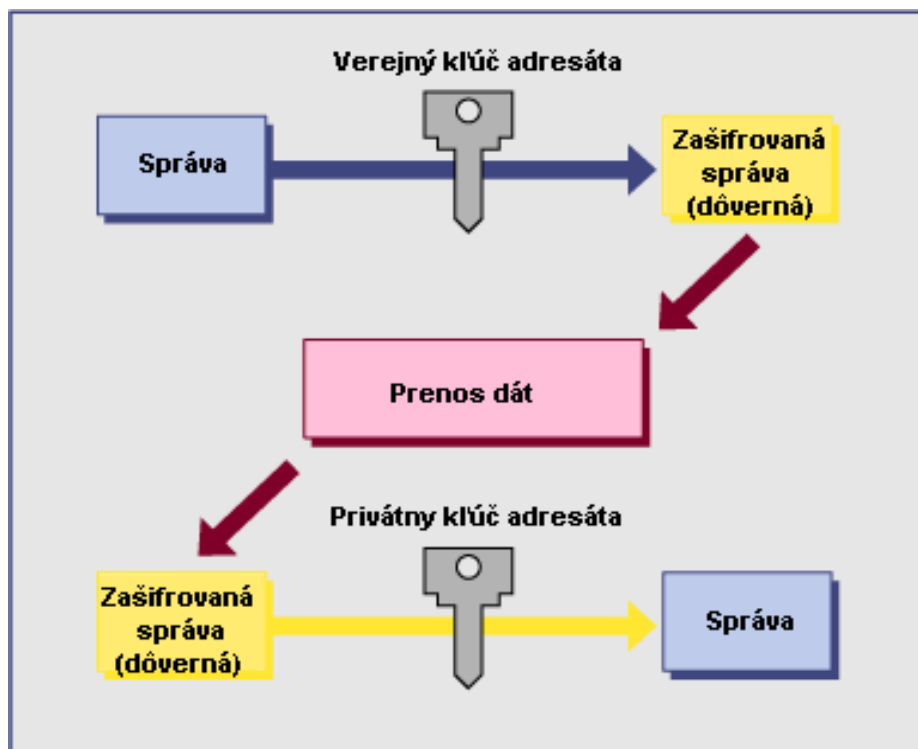 Verejný kľúč adresáta
Správa
Zašifrovaná
správa
(dôverná)
Prenos dát
Privátny kľúč adresáta
Zašifrovaná
správa
(dôverná)
Správa